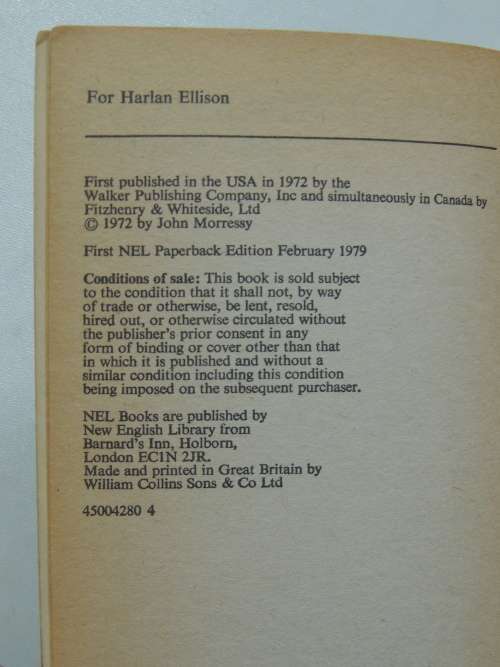 For Harlan Ellison
First published in the USA in 1972 by the
Walker Publishing Company, Inc and simultaneously in Canada by
Fitzhenry & Whiteside, Ltd
© 1972 by John Morressy
First NEL Paperback Edition February 1979
Conditions of sale: This book is sold subject
to the condition that it shall not, by way
of trade or otherwise, be lent, resold,
hired out, or otherwise circulated without
the publisher's prior consent in any
form of binding or cover other than that
in which it is published and without a
similar condition including this condition
being imposed on the subsequent purchaser.
NEL Books are published by
New English Library from
Barnard's Inn, Holborn,
London EC1N 2JR.
Made and printed in Great Britain by
William Collins Sons & Co Ltd
45004280 4